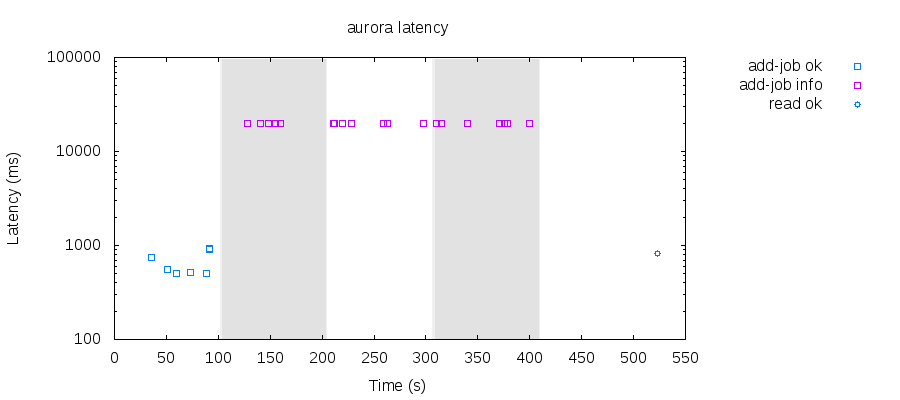 aurora latency
100000
10000
1000
100
Latency (ms)
0 50 100 150 200 250 300 350 400 450 500 550
Time (s)
add-job ok
add-job info
read ok